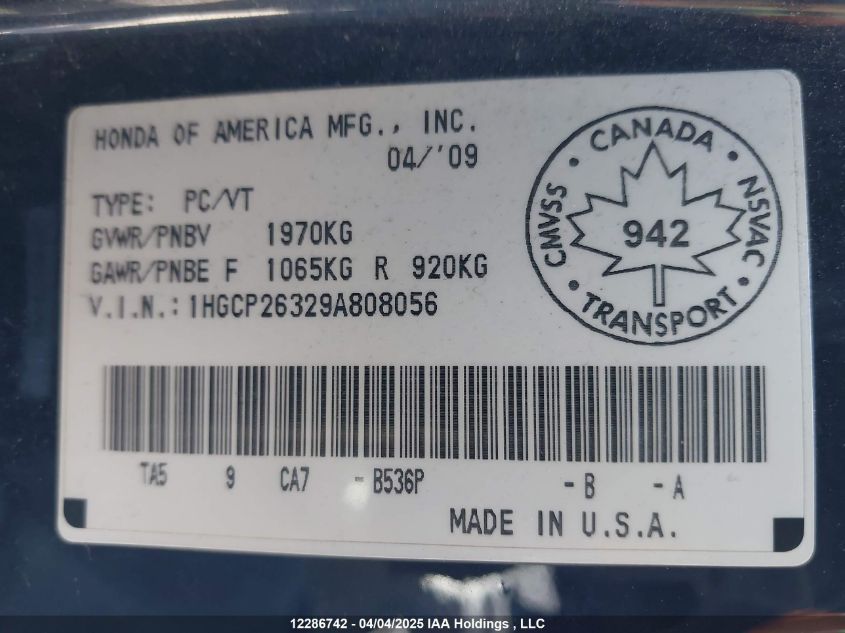 HONDA OF AMERICA MFG., INC.
04/'09
TYPE: PC/VT
GVWR/PNBV 1970KG
GAWR/PNBE F 1065KG R 920KG
V.I.N.: 1HGCP26329A808056
• CANADA •
CMVSS
942
NSVAC
• TRANSPORT •
TA5 9 CA7 - B536P - B - A
MADE IN U.S.A.
12286742 - 04/04/2025 IAA Holdings , LLC